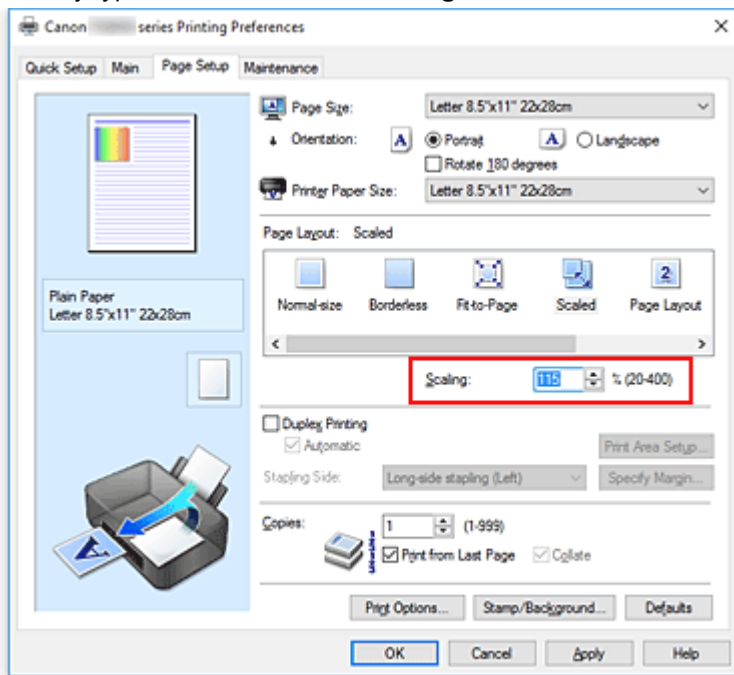 Canon series Printing Preferences
Quick Setup Main Page Setup Maintenance
Page Size: Letter 8.5"x11" 22x28cm
Orientation: A Portrait A Landscape
Rotate 180 degrees
Printer Paper Size: Letter 8.5"x11" 22x28cm
Page Layout: Scaled
Normal-size Borderless Fit-to-Page Scaled 2 Page Layout
Plain Paper
Letter 8.5"x11" 22x28cm
Scaling: 115 % (20-400)
Duplex Printing
Automatic
Print Area Setup...
Stapling Side: Long-side stapling (Left) Specify Margin...
Copies: 1 (1-999)
Print from Last Page Collate
A
Print Options... Stamp/Background... Defaults
OK Cancel Apply Help